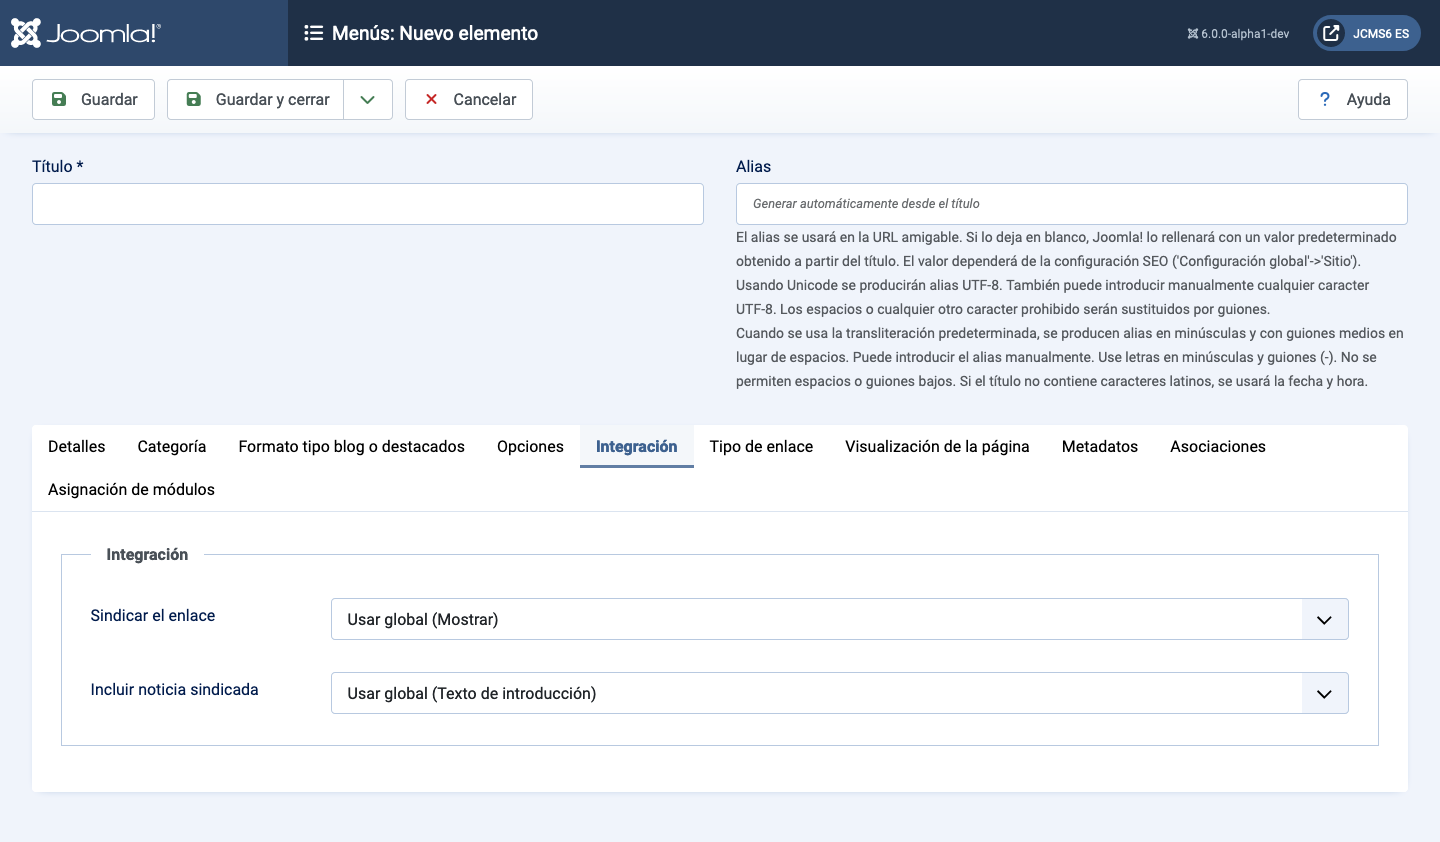 Joomla!®
Menús: Nuevo elemento
6.0.0-alpha1-dev
JCMS6 ES
Guardar
Guardar y cerrar
Cancelar
? Ayuda
Título *
Alias
Generar automáticamente desde el título
El alias se usará en la URL amigable. Si lo deja en blanco, Joomla! lo rellenará con un valor predeterminado
obtenido a partir del título. El valor dependerá de la configuración SEO ('Configuración global'->'Sitio').
Usando Unicode se producirán alias UTF-8. También puede introducir manualmente cualquier caracter
UTF-8. Los espacios o cualquier otro caracter prohibido serán sustituidos por guiones.
Cuando se usa la transliteración predeterminada, se producen alias en minúsculas y con guiones medios en
lugar de espacios. Puede introducir el alias manualmente. Use letras en minúsculas y guiones (-). No se
permiten espacios o guiones bajos. Si el título no contiene caracteres latinos, se usará la fecha y hora.
Detalles
Categoría
Formato tipo blog o destacados
Opciones
Integración
Tipo de enlace
Visualización de la página
Metadatos
Asociaciones
Asignación de módulos
Integración
Sindicar el enlace
Usar global (Mostrar)
Incluir noticia sindicada
Usar global (Texto de introducción)